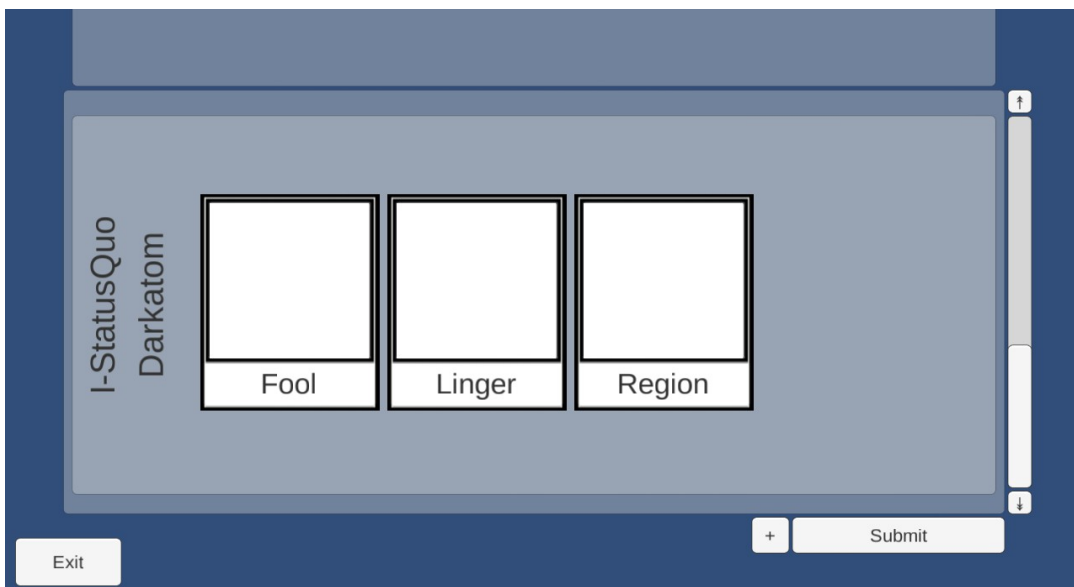 I-StatusQuo
Darkatom
Fool
Linger
Region
+
Submit
Exit